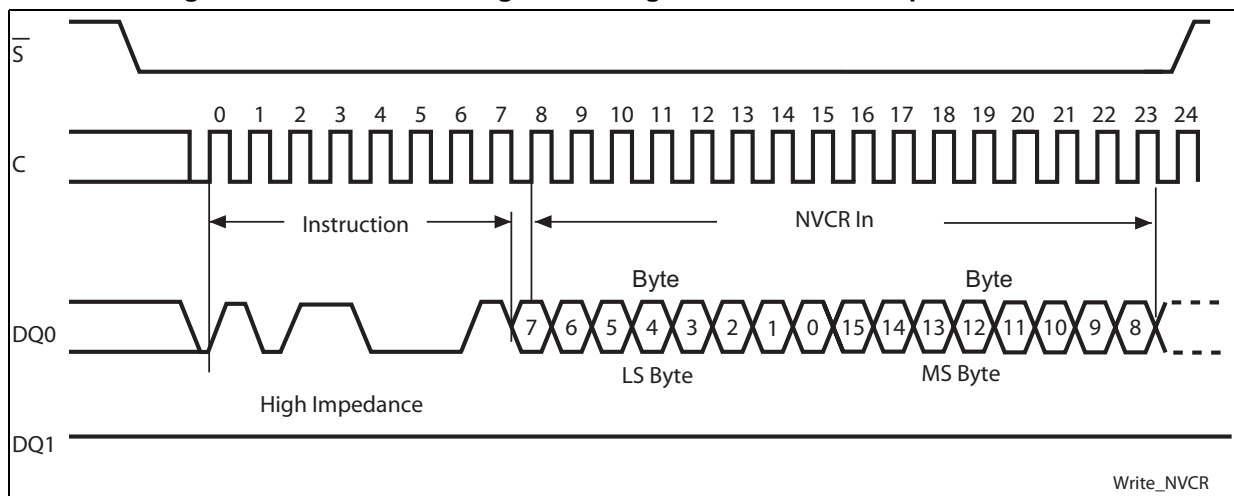 S
0 1 2 3 4 5 6 7 8 9 10 11 12 13 14 15 16 17 18 19 20 21 22 23 24
C
Instruction NVCR In
Byte Byte
DQ0 7 6 5 4 3 2 1 0 15 14 13 12 11 10 9 8
LS Byte MS Byte
High Impedance
DQ1
Write_NVCR